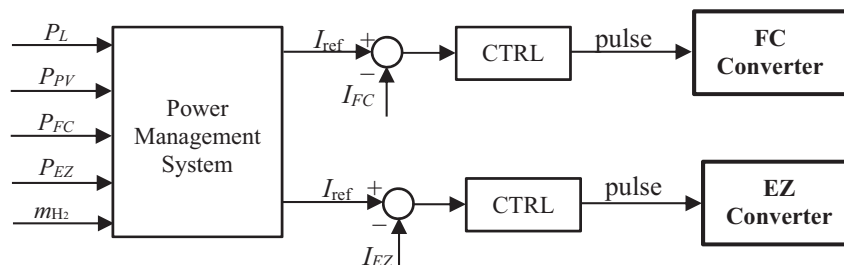 P_L
P_PV
P_FC
P_EZ
m_H₂
Power
Management
System
I_ref
+
−
I_FC
CTRL
pulse
FC
Converter
I_ref
+
−
I_EZ
CTRL
pulse
EZ
Converter